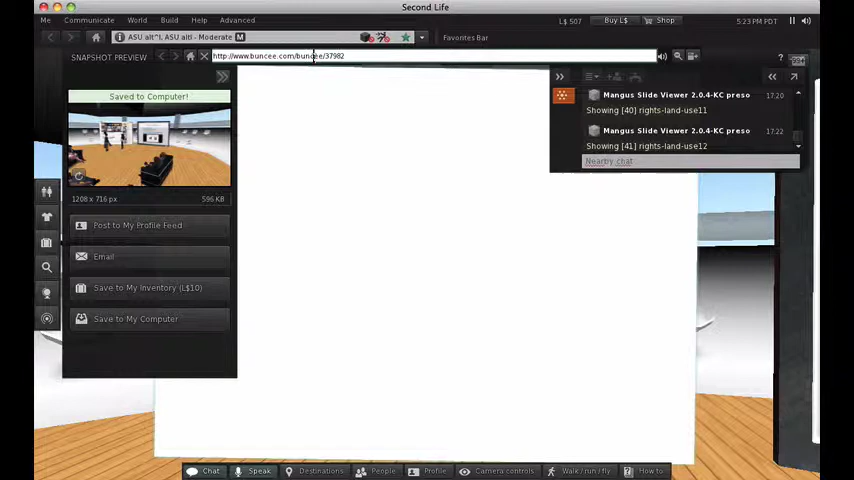 Second Life
Me Communicate World Build Help Advanced
L$ 507 Buy L$ Shop 5:23 PM PDT
ASU alt^I, ASU altI - Moderate M
Favorites Bar
SNAPSHOT PREVIEW
http://www.buncee.com/buncee/37982
Saved to Computer!
1208 x 716 px 596 KB
Post to My Profile Feed
Email
Save to My Inventory (L$10)
Save to My Computer
?
Mangus Slide Viewer 2.0.4-KC preso 17:20
Showing [40] rights-land-use11
Mangus Slide Viewer 2.0.4-KC preso 17:22
Showing [41] rights-land-use12
Nearby chat
Chat Speak Destinations People Profile Camera controls Walk / run / fly How to